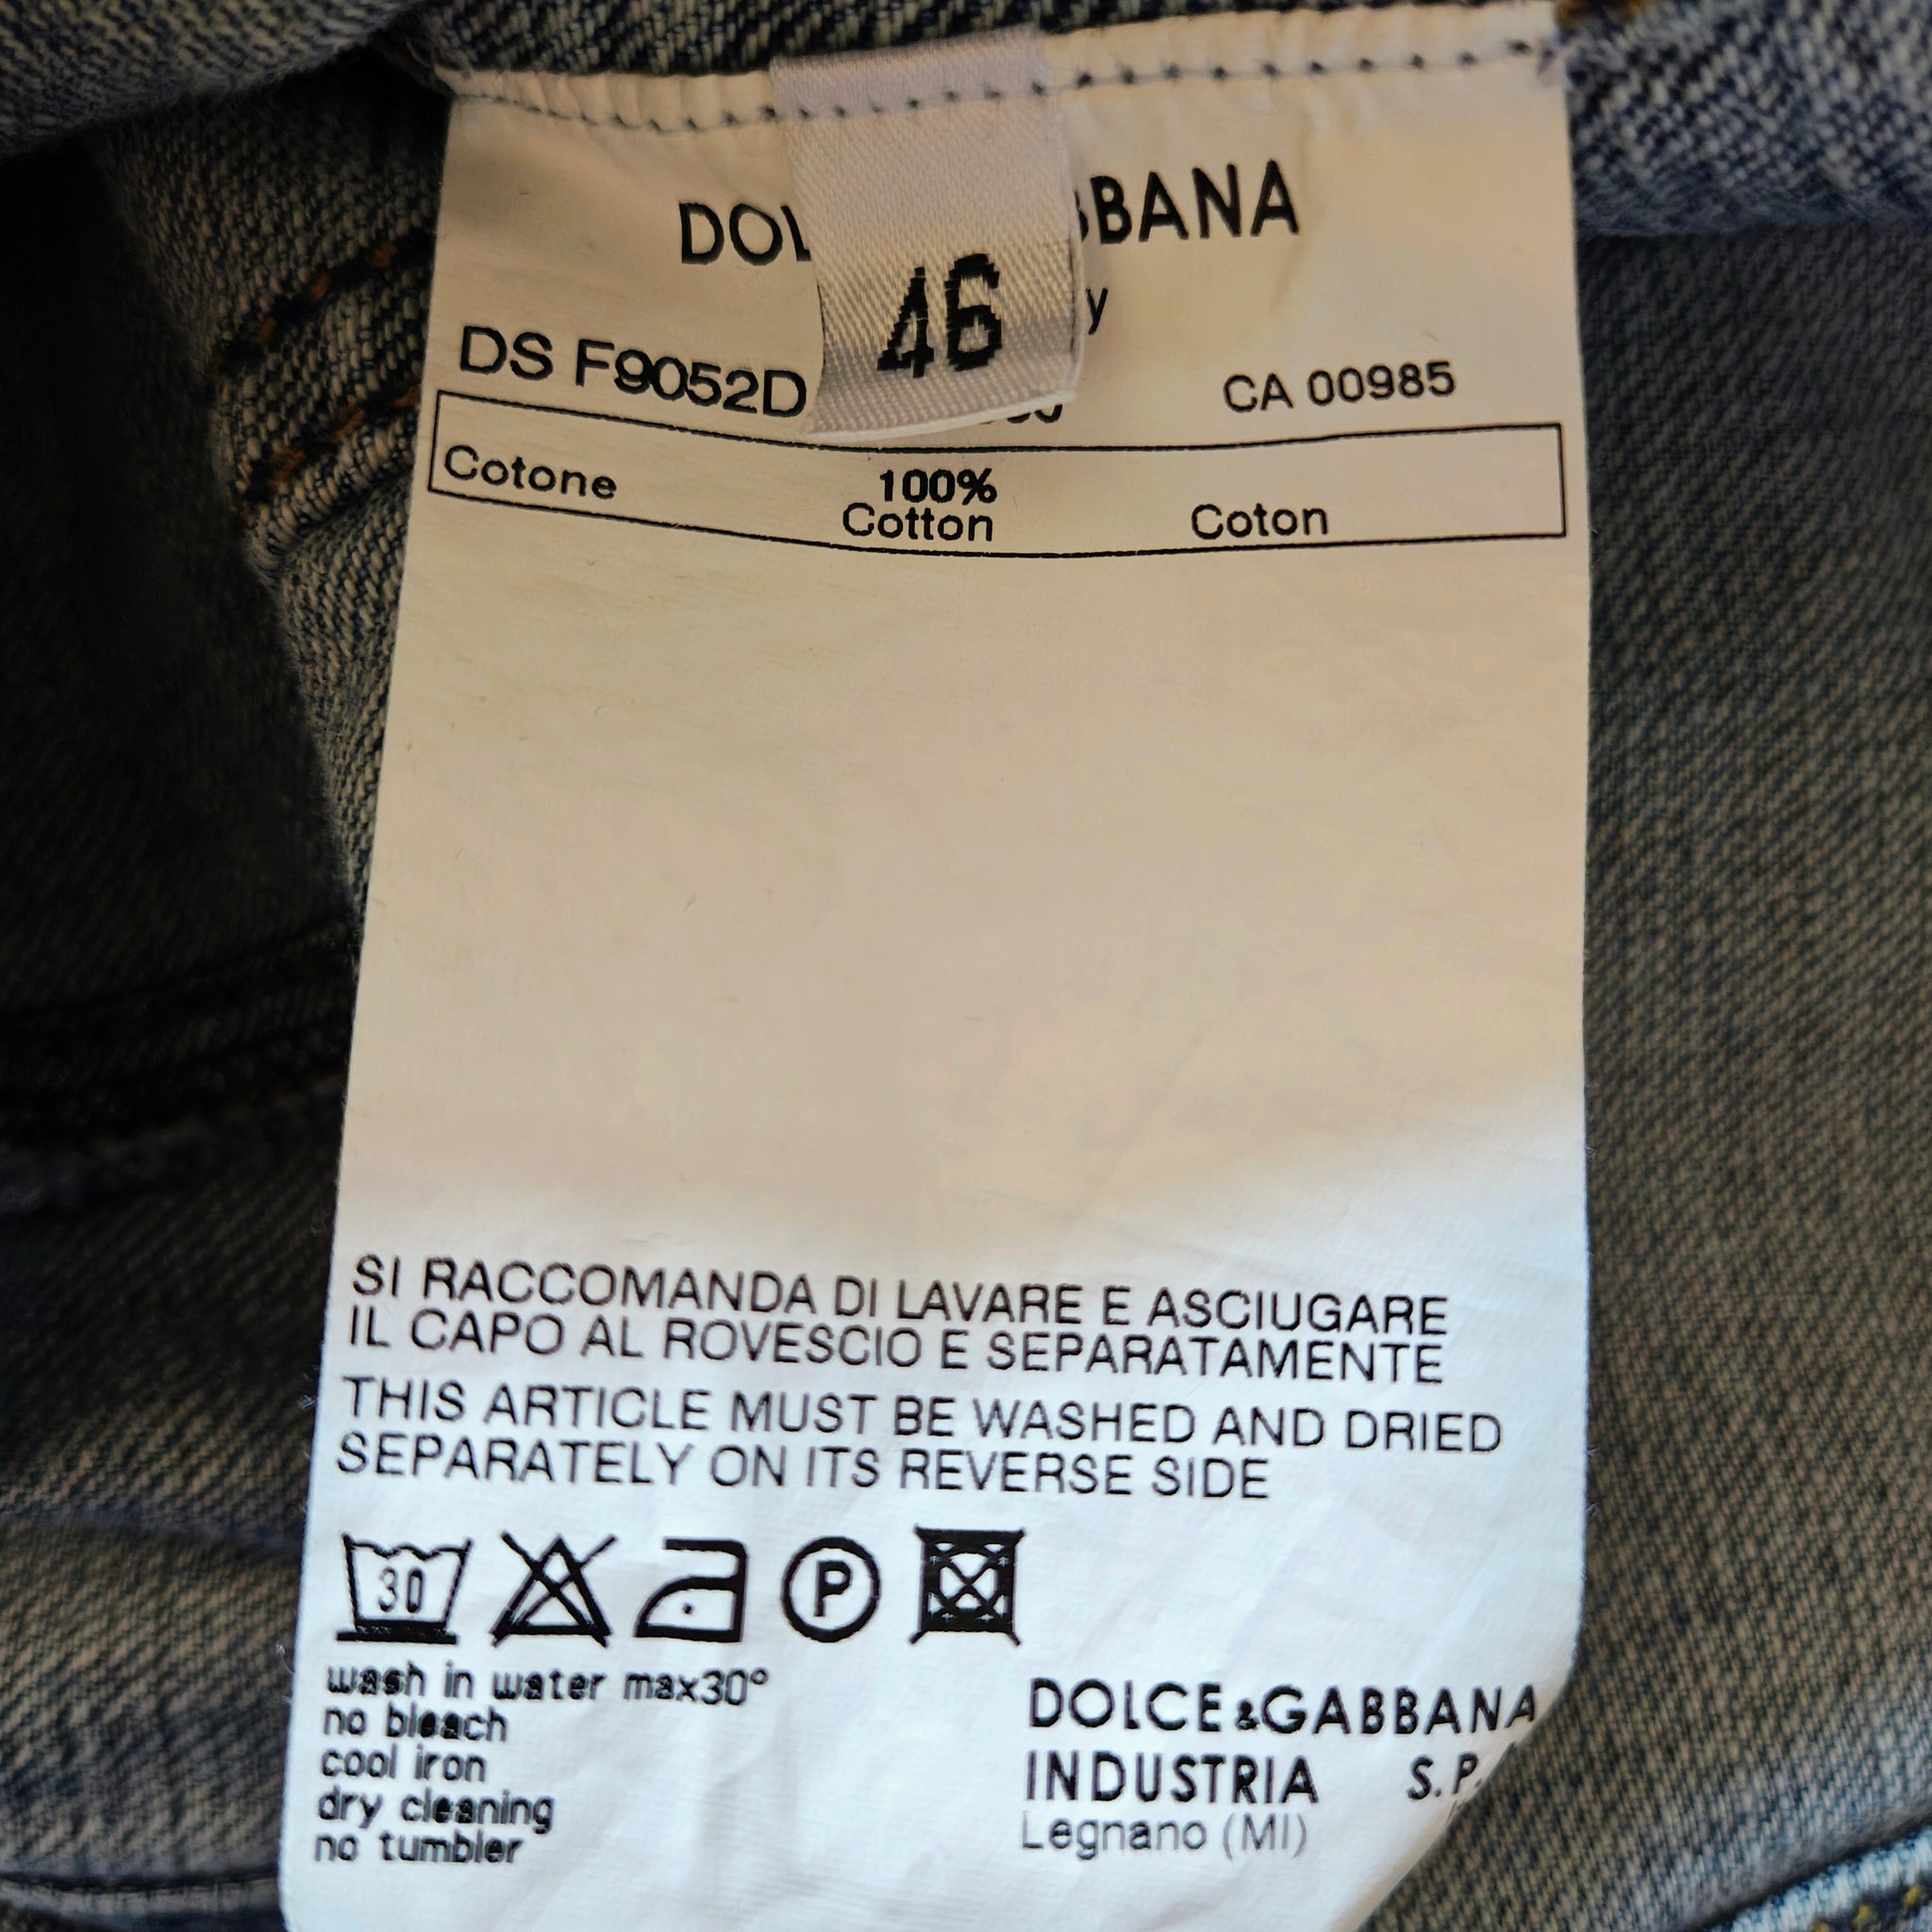 DOL BBANA
46
y
DS F9052D
CA 00985
Cotone 100% Cotton Coton
SI RACCOMANDA DI LAVARE E ASCIUGARE
IL CAPO AL ROVESCIO E SEPARATAMENTE
THIS ARTICLE MUST BE WASHED AND DRIED
SEPARATELY ON ITS REVERSE SIDE
30 P
wash in water max30°
no bleach
cool iron
dry cleaning
no tumbler
DOLCE&GABBANA
INDUSTRIA S.P.
Legnano (MI)